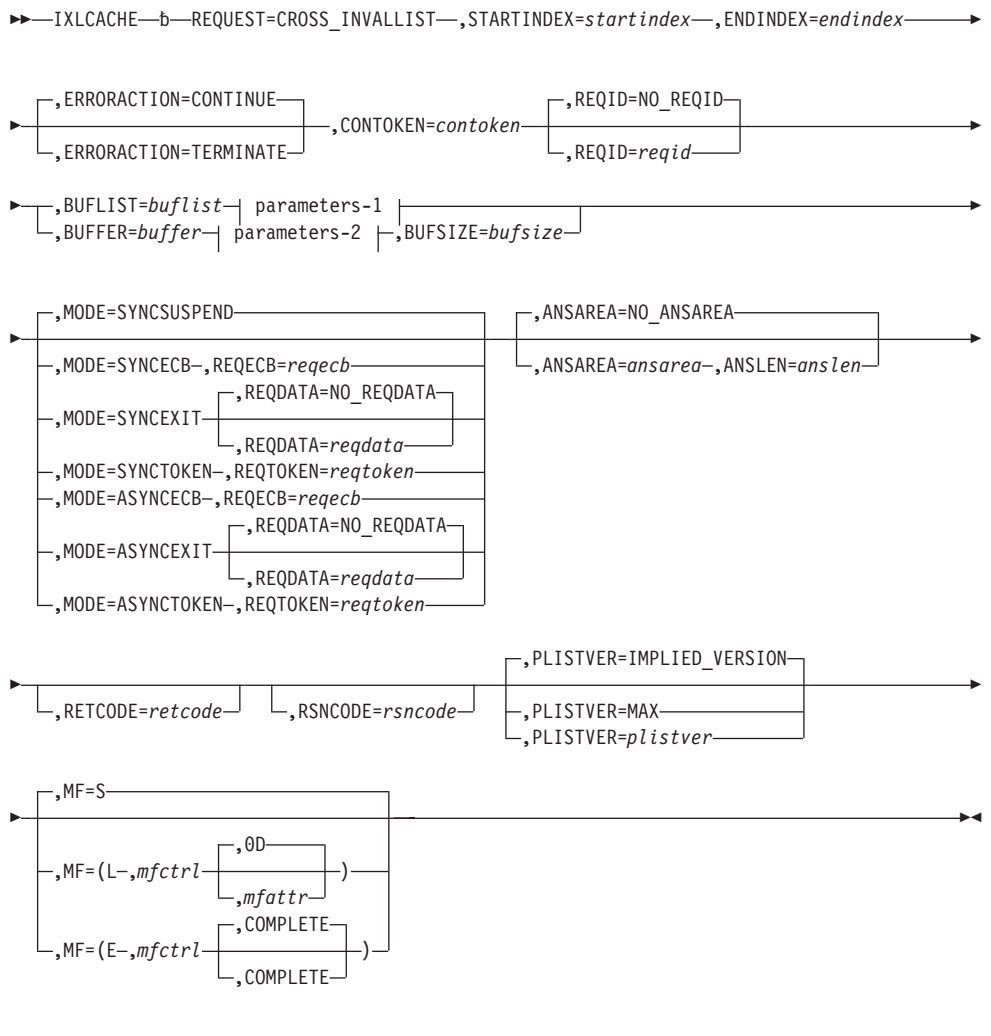 IXLCACHE ƀ REQUEST=CROSS_INVALLIST ,STARTINDEX=startindex ,ENDINDEX=endindex
,ERRORACTION=CONTINUE
,ERRORACTION=TERMINATE
,CONTOKEN=contoken
,REQID=NO_REQID
,REQID=reqid
,BUFLIST=buflist parameters-1
,BUFFER=buffer parameters-2 ,BUFSIZE=bufsize
,MODE=SYNCSUSPEND
,MODE=SYNCECB ,REQECB=reqecb
,MODE=SYNCEXIT
,REQDATA=NO_REQDATA
,REQDATA=reqdata
,MODE=SYNCTOKEN ,REQTOKEN=reqtoken
,MODE=ASYNCECB ,REQECB=reqecb
,MODE=ASYNCEXIT
,REQDATA=NO_REQDATA
,REQDATA=reqdata
,MODE=ASYNCTOKEN ,REQTOKEN=reqtoken
,ANSAREA=NO_ANSAREA
,ANSAREA=ansarea ,ANSLEN=anslen
,RETCODE=retcode
,RSNCODE=rsncode
,PLISTVER=IMPLIED_VERSION
,PLISTVER=MAX
,PLISTVER=plistver
,MF=S
,MF=(L ,mfctrl
,0D
,mfattr
)
,MF=(E ,mfctrl
,COMPLETE
,COMPLETE
)